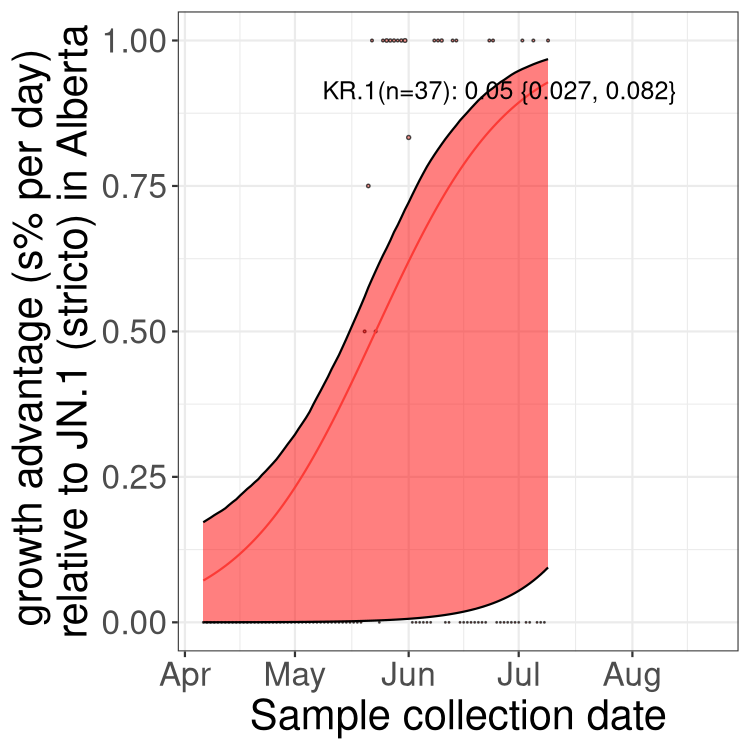 growth advantage (s% per day)
relative to JN.1 (stricto) in Alberta
1.00
0.75
0.50
0.25
0.00
KR.1(n=37): 0.05 {0.027, 0.082}
Apr May Jun Jul Aug
Sample collection date